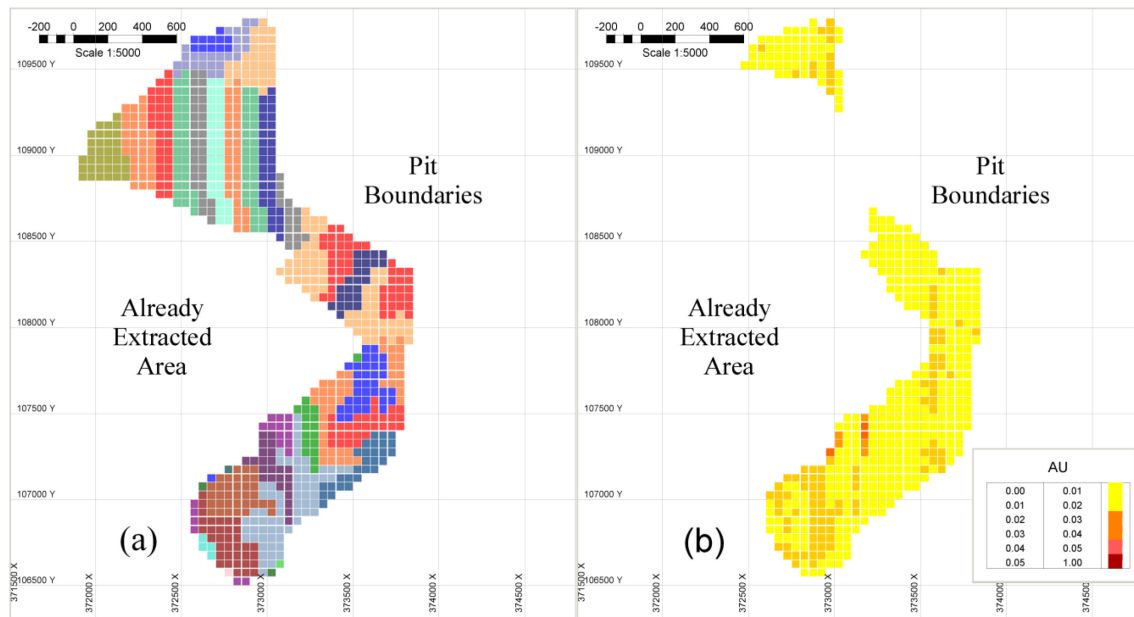 -200 0 200 400 600
Scale 1:5000
109500 Y
109000 Y
108500 Y
108000 Y
107500 Y
107000 Y
106500 Y
Pit
Boundaries
Already
Extracted
Area
(a)
371500 X
372000 X
372500 X
373000 X
373500 X
374000 X
374500 X
-200 0 200 400 600
Scale 1:5000
109500 Y
109000 Y
108500 Y
108000 Y
107500 Y
107000 Y
106500 Y
Pit
Boundaries
Already
Extracted
Area
(b)
AU
0.00 0.01
0.01 0.02
0.02 0.03
0.03 0.04
0.04 0.05
0.05 1.00
371500 X
372000 X
372500 X
373000 X
373500 X
374000 X
374500 X